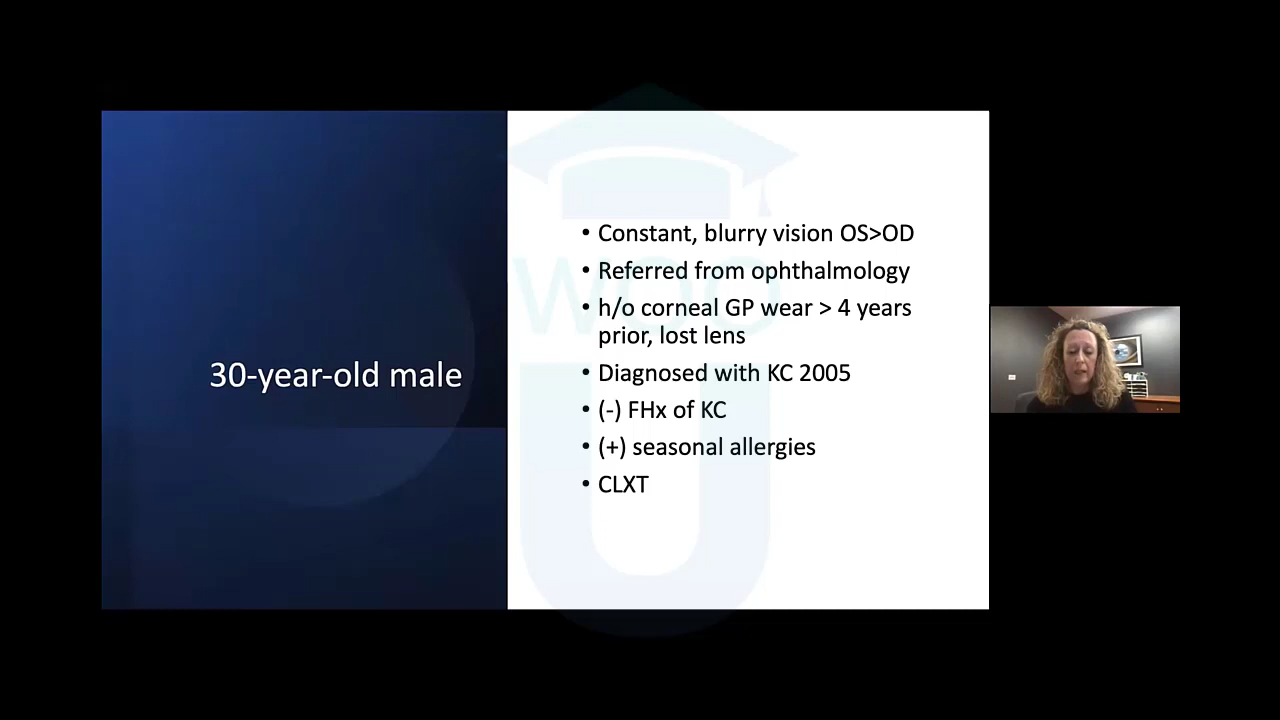 30-year-old male
• Constant, blurry vision OS>OD
• Referred from ophthalmology
• h/o corneal GP wear > 4 years
prior, lost lens
• Diagnosed with KC 2005
• (-) FHx of KC
• (+) seasonal allergies
• CLXT
WOO
U